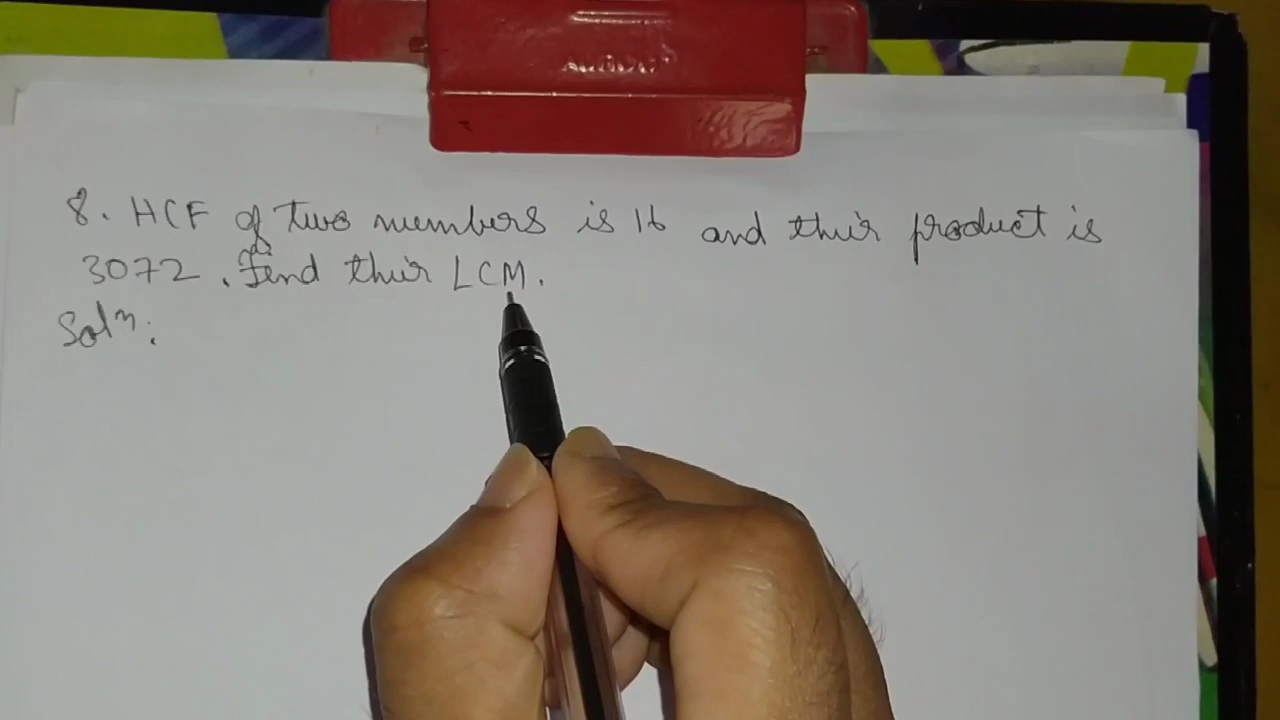 8. HCF of two numbers is 16 and their product is
3072. Find their LCM.
Solⁿ: